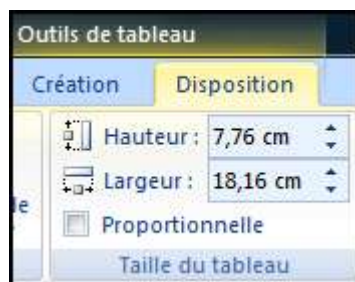 Outils de tableau
Création Disposition
Hauteur : 7,76 cm
Largeur : 18,16 cm
Proportionnelle
Taille du tableau